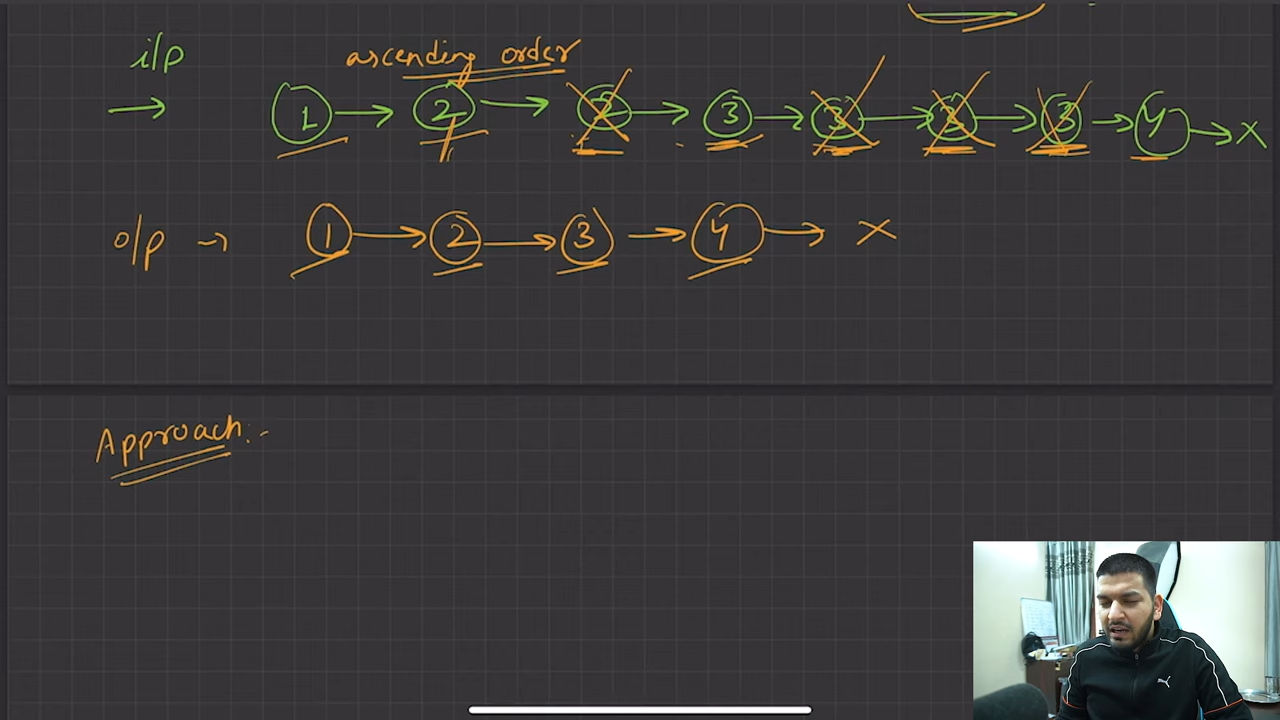 i/p
ascending order
→ 1 → 2 → 2 → 3 → 3 → 3 → 3 → 4 → X
o/p → 1 → 2 → 3 → 4 → X
Approach:-